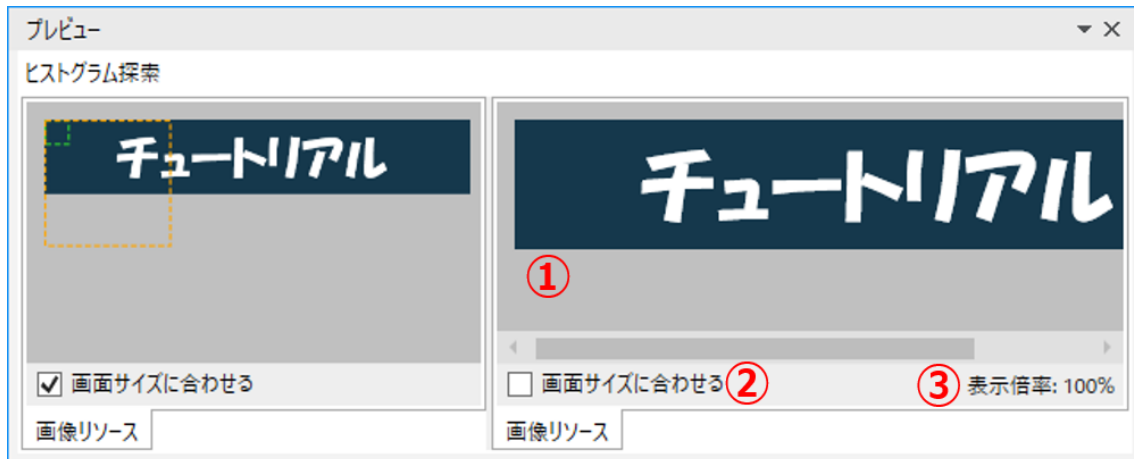 プレビュー
ヒストグラム探索
チュートリアル
画面サイズに合わせる
画像リソース
チュートリアル
①
画面サイズに合わせる② ③表示倍率: 100%
画像リソース